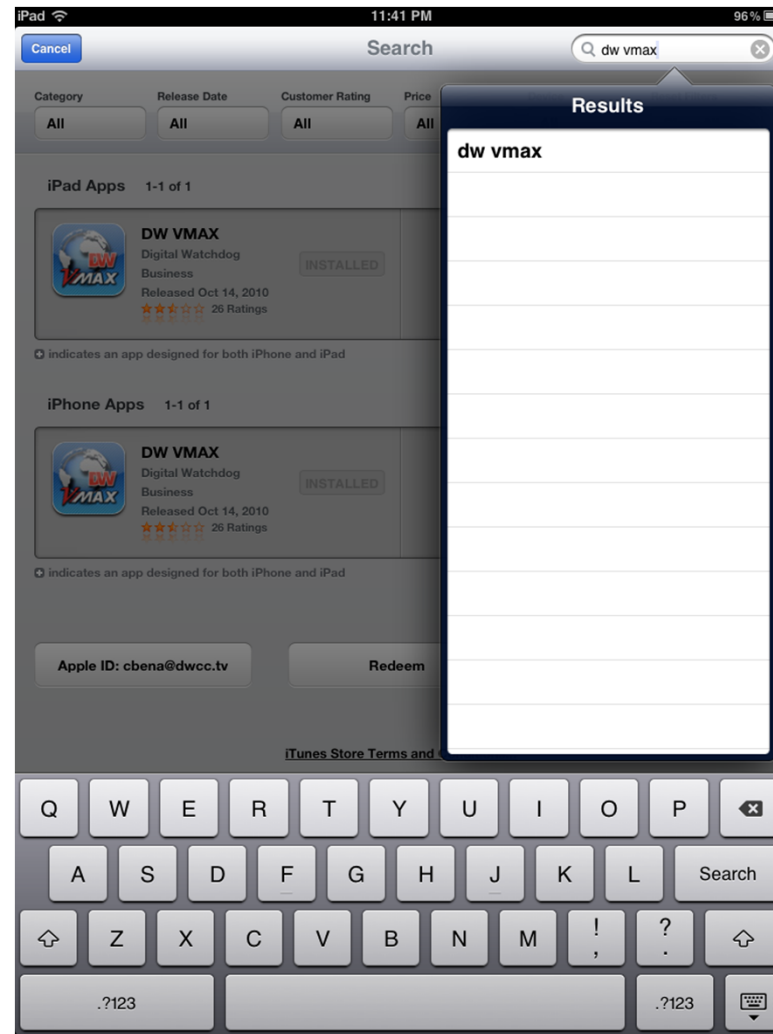 iPad 11:41 PM 96%
Cancel Search dw vmax
Category Release Date Customer Rating Price
All All All All
Results
dw vmax
iPad Apps 1-1 of 1
DW VMAX
Digital Watchdog
Business
Released Oct 14, 2010
26 Ratings
INSTALLED
DW
VMAX
indicates an app designed for both iPhone and iPad
iPhone Apps 1-1 of 1
DW VMAX
Digital Watchdog
Business
Released Oct 14, 2010
26 Ratings
INSTALLED
DW
VMAX
indicates an app designed for both iPhone and iPad
Apple ID: cbena@dwcc.tv Redeem
iTunes Store Terms and
Q W E R T Y U I O P
A S D F G H J K L Search
Z X C V B N M ! , ? .
.?123 .?123